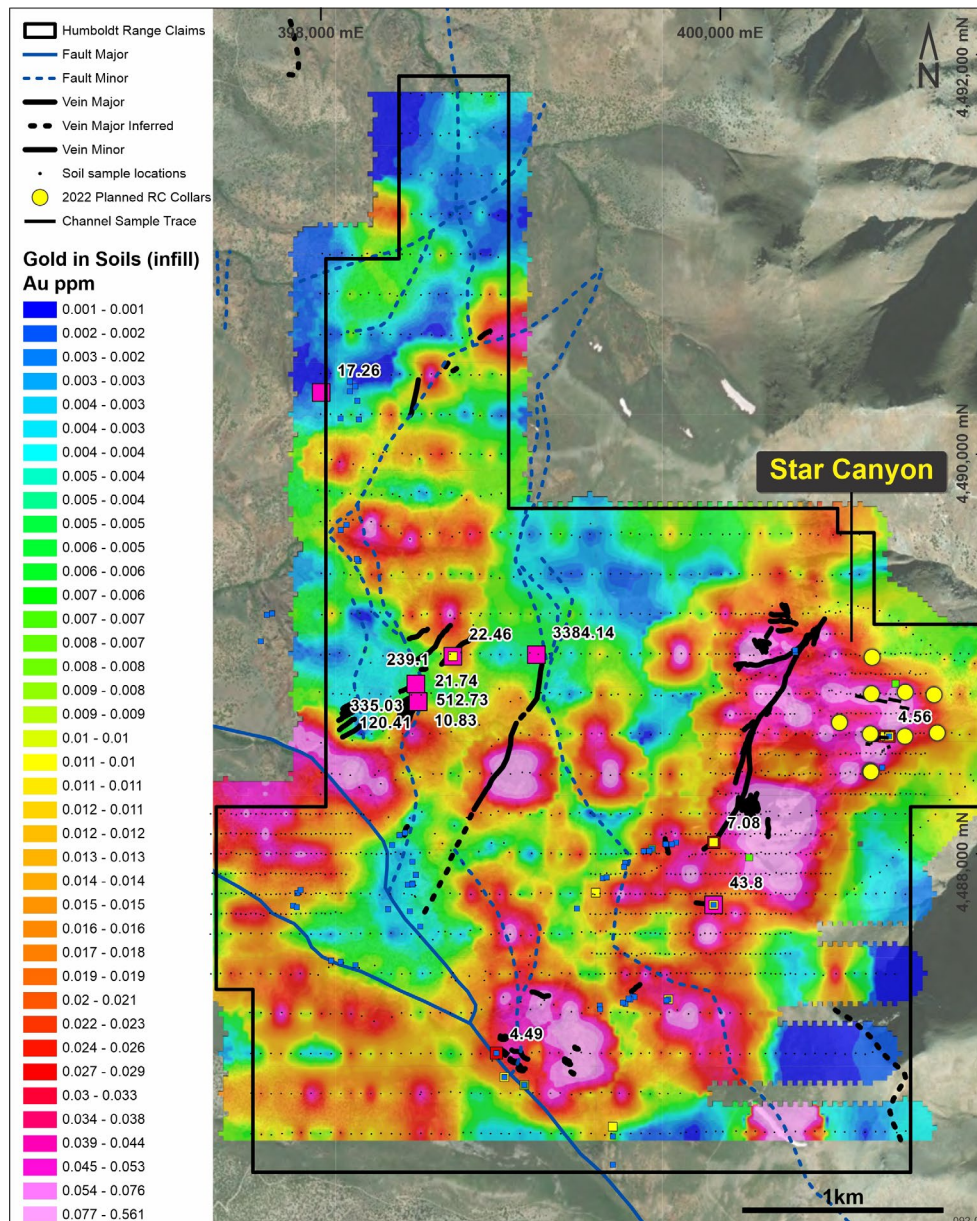 Humboldt Range Claims
Fault Major
Fault Minor
Vein Major
Vein Major Inferred
Vein Minor
Soil sample locations
2022 Planned RC Collars
Channel Sample Trace
Gold in Soils (infill)
Au ppm
0.001 - 0.001
0.002 - 0.002
0.003 - 0.002
0.003 - 0.003
0.004 - 0.003
0.004 - 0.003
0.004 - 0.004
0.005 - 0.004
0.005 - 0.004
0.005 - 0.005
0.006 - 0.005
0.006 - 0.006
0.007 - 0.006
0.007 - 0.007
0.008 - 0.007
0.008 - 0.008
0.009 - 0.008
0.009 - 0.009
0.01 - 0.01
0.011 - 0.01
0.011 - 0.011
0.012 - 0.011
0.012 - 0.012
0.013 - 0.013
0.014 - 0.014
0.015 - 0.015
0.016 - 0.015
0.016 - 0.016
0.017 - 0.018
0.019 - 0.019
0.02 - 0.021
0.022 - 0.023
0.024 - 0.026
0.027 - 0.029
0.03 - 0.033
0.034 - 0.038
0.039 - 0.044
0.045 - 0.053
0.054 - 0.076
0.077 - 0.561
398,000 mE
400,000 mE
N
4,492,000 mN
17.26
4,490,000 mN
Star Canyon
22.46
3384.14
239.1
21.74
335.03
512.73
120.41
10.83
4.56
7.08
43.8
4,488,000 mN
4.49
1km